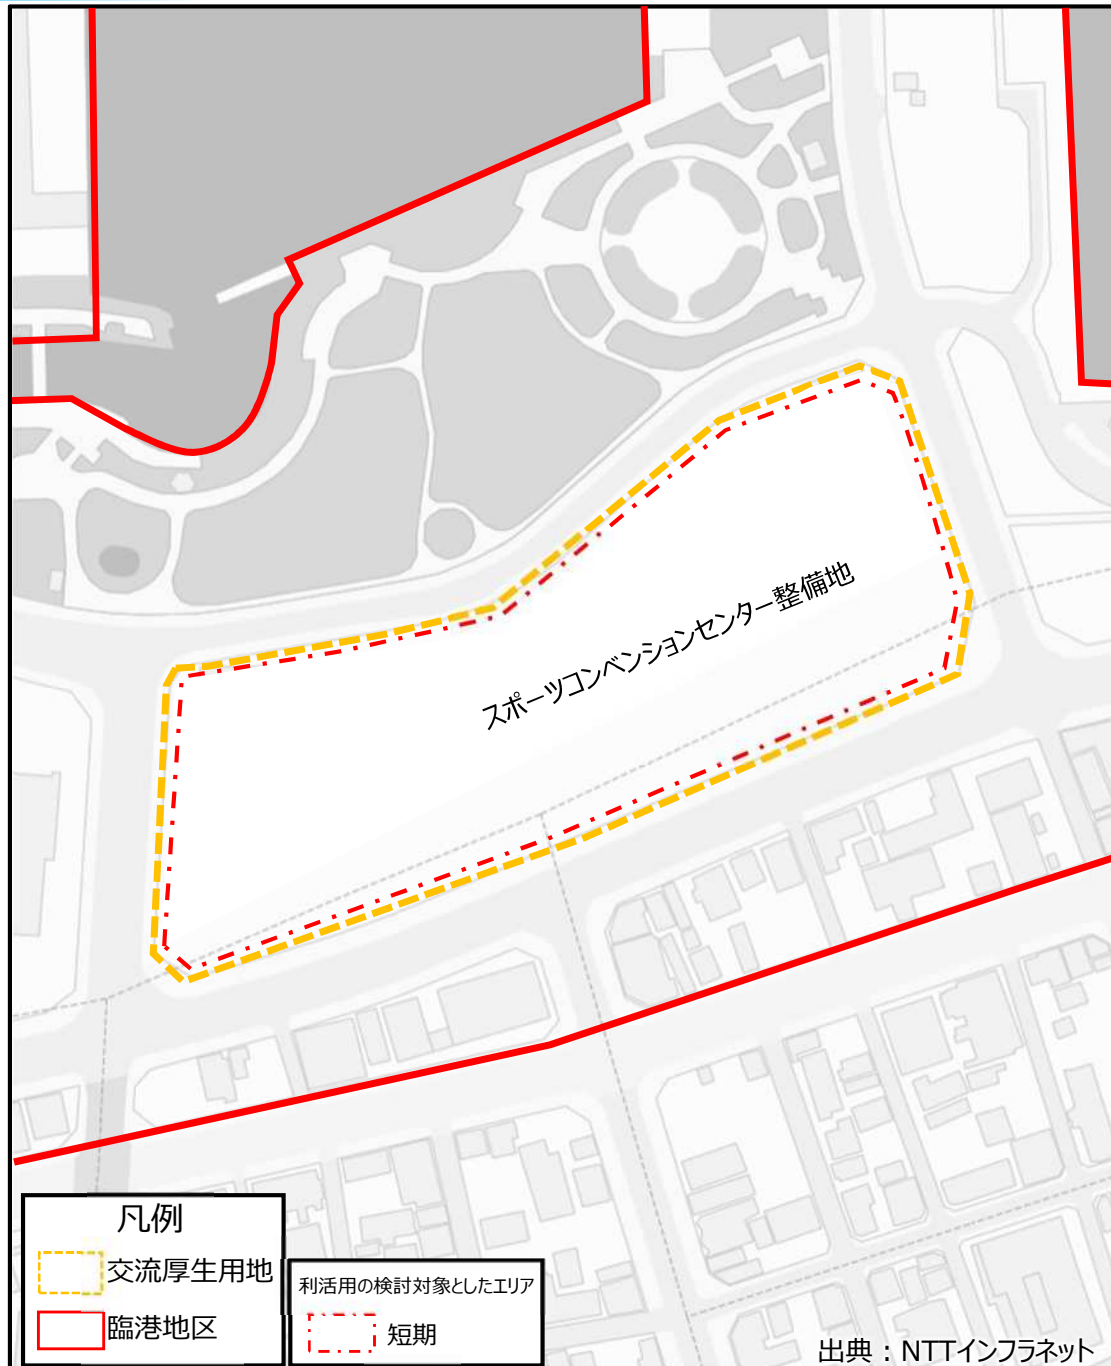 スポーツコンベンションセンター整備地
凡例
交流厚生用地
臨港地区
利活用の検討対象としたエリア
短期
出典：NTTインフラネット